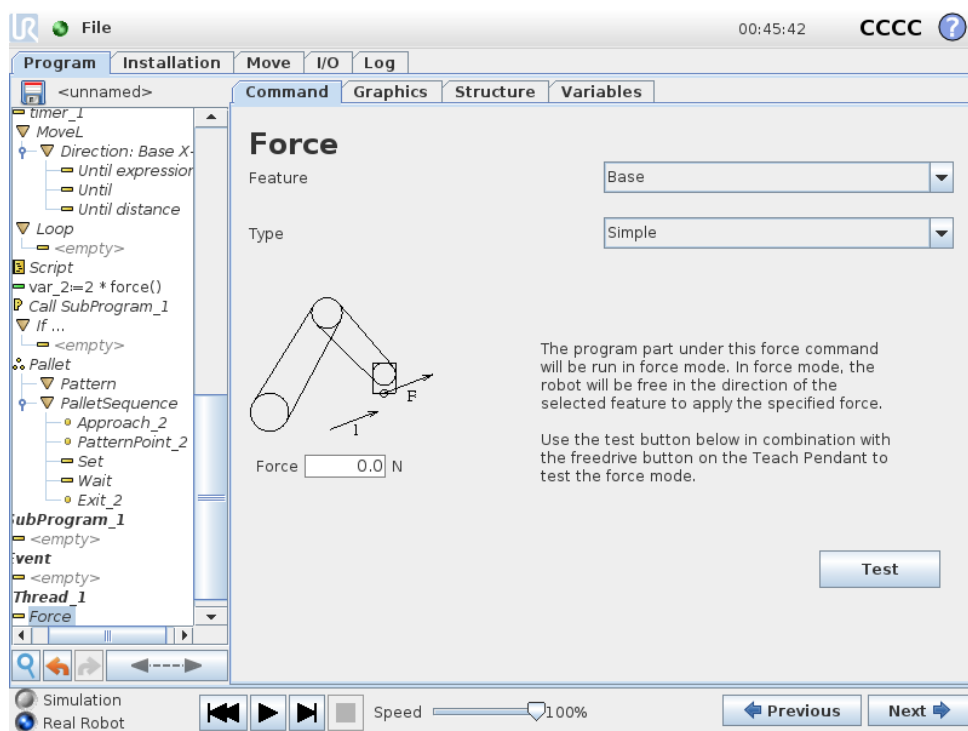 UR File 00:45:42 CCCC ?
Program Installation Move I/O Log
<unnamed> Command Graphics Structure Variables
timer_1
MoveL
Direction: Base X-
Until expression
Until
Until distance
Loop
<empty>
Script
var_2:=2 * force()
P Call SubProgram_1
If ...
<empty>
Pallet
Pattern
PalletSequence
Approach_2
PatternPoint_2
Set
Wait
Exit_2
SubProgram_1
<empty>
Event
<empty>
Thread_1
Force
Force
Feature Base
Type Simple
F
1
Force 0.0 N
The program part under this force command
will be run in force mode. In force mode, the
robot will be free in the direction of the
selected feature to apply the specified force.
Use the test button below in combination with
the freedrive button on the Teach Pendant to
test the force mode.
Test
Simulation
Real Robot
Speed 100%
Previous Next